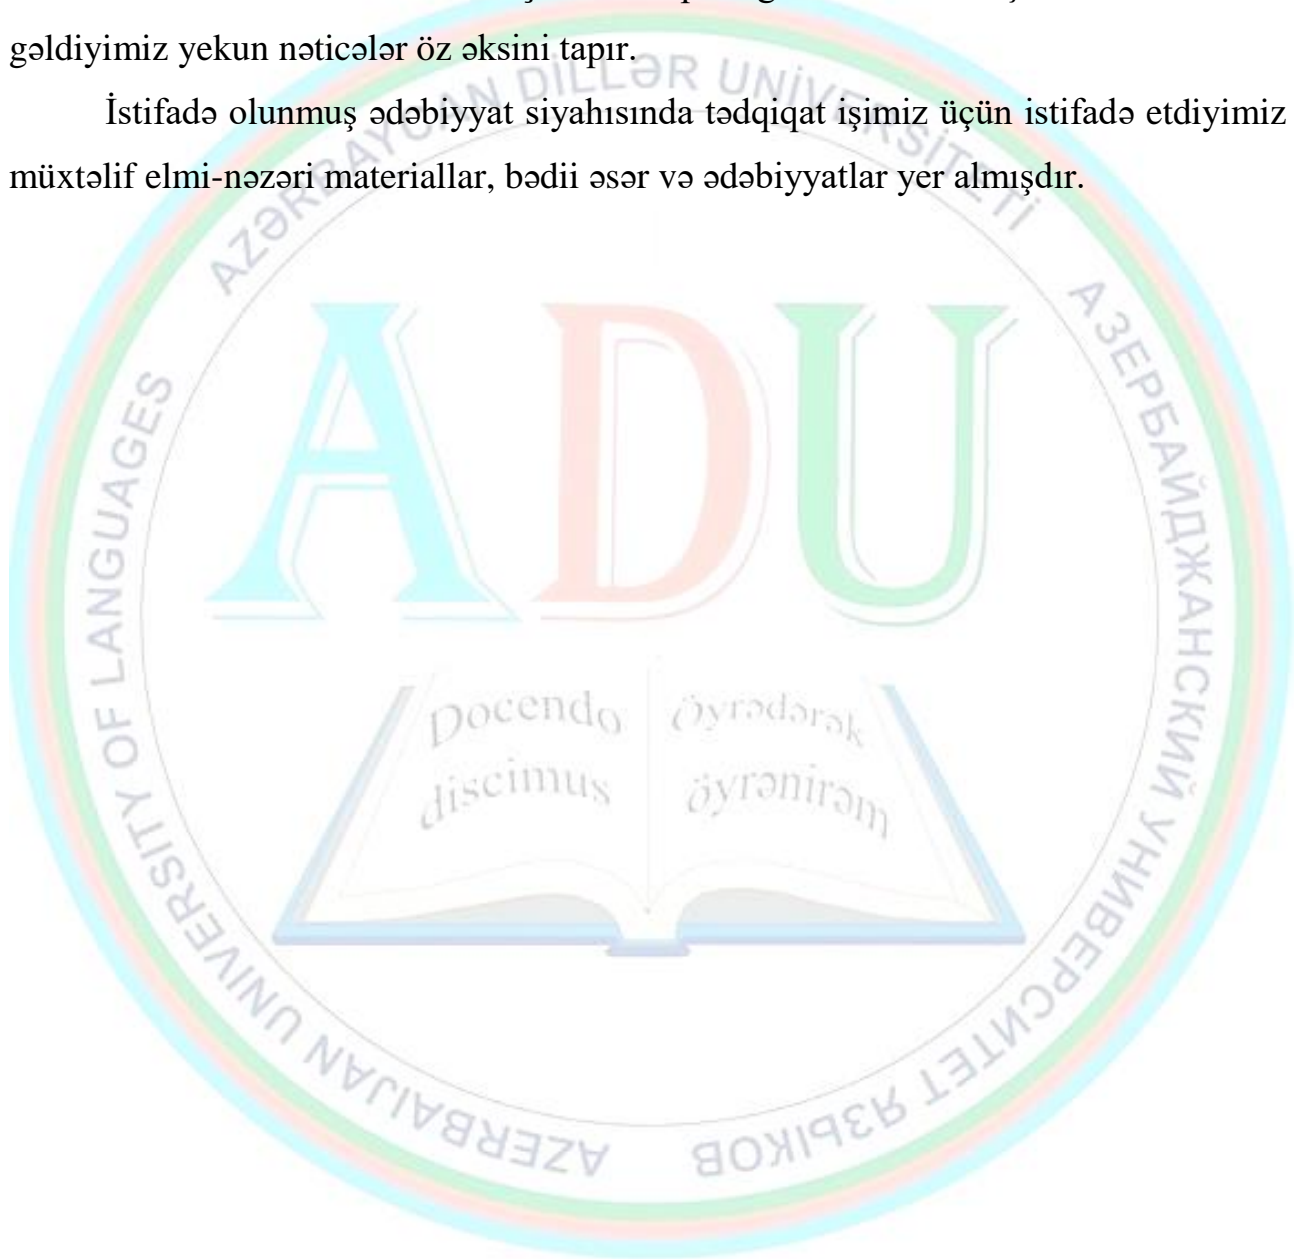 gəldiyimiz yekun nəticələr öz əksini tapır.
İstifadə olunmuş ədəbiyyat siyahısında tədqiqat işimiz üçün istifadə etdiyimiz
müxtəlif elmi-nəzəri materiallar, bədii əsər və ədəbiyyatlar yer almışdır.
AZƏRBAYCAN DİLLƏR UNİVERSİTETİ
АЗЕРБАЙДЖАНСКИЙ УНИВЕРСИТЕТ ЯЗЫКОВ
AZERBAIJAN UNIVERSITY OF LANGUAGES
ADU
Docendo
discimus
Öyrədərək
öyrənirəm